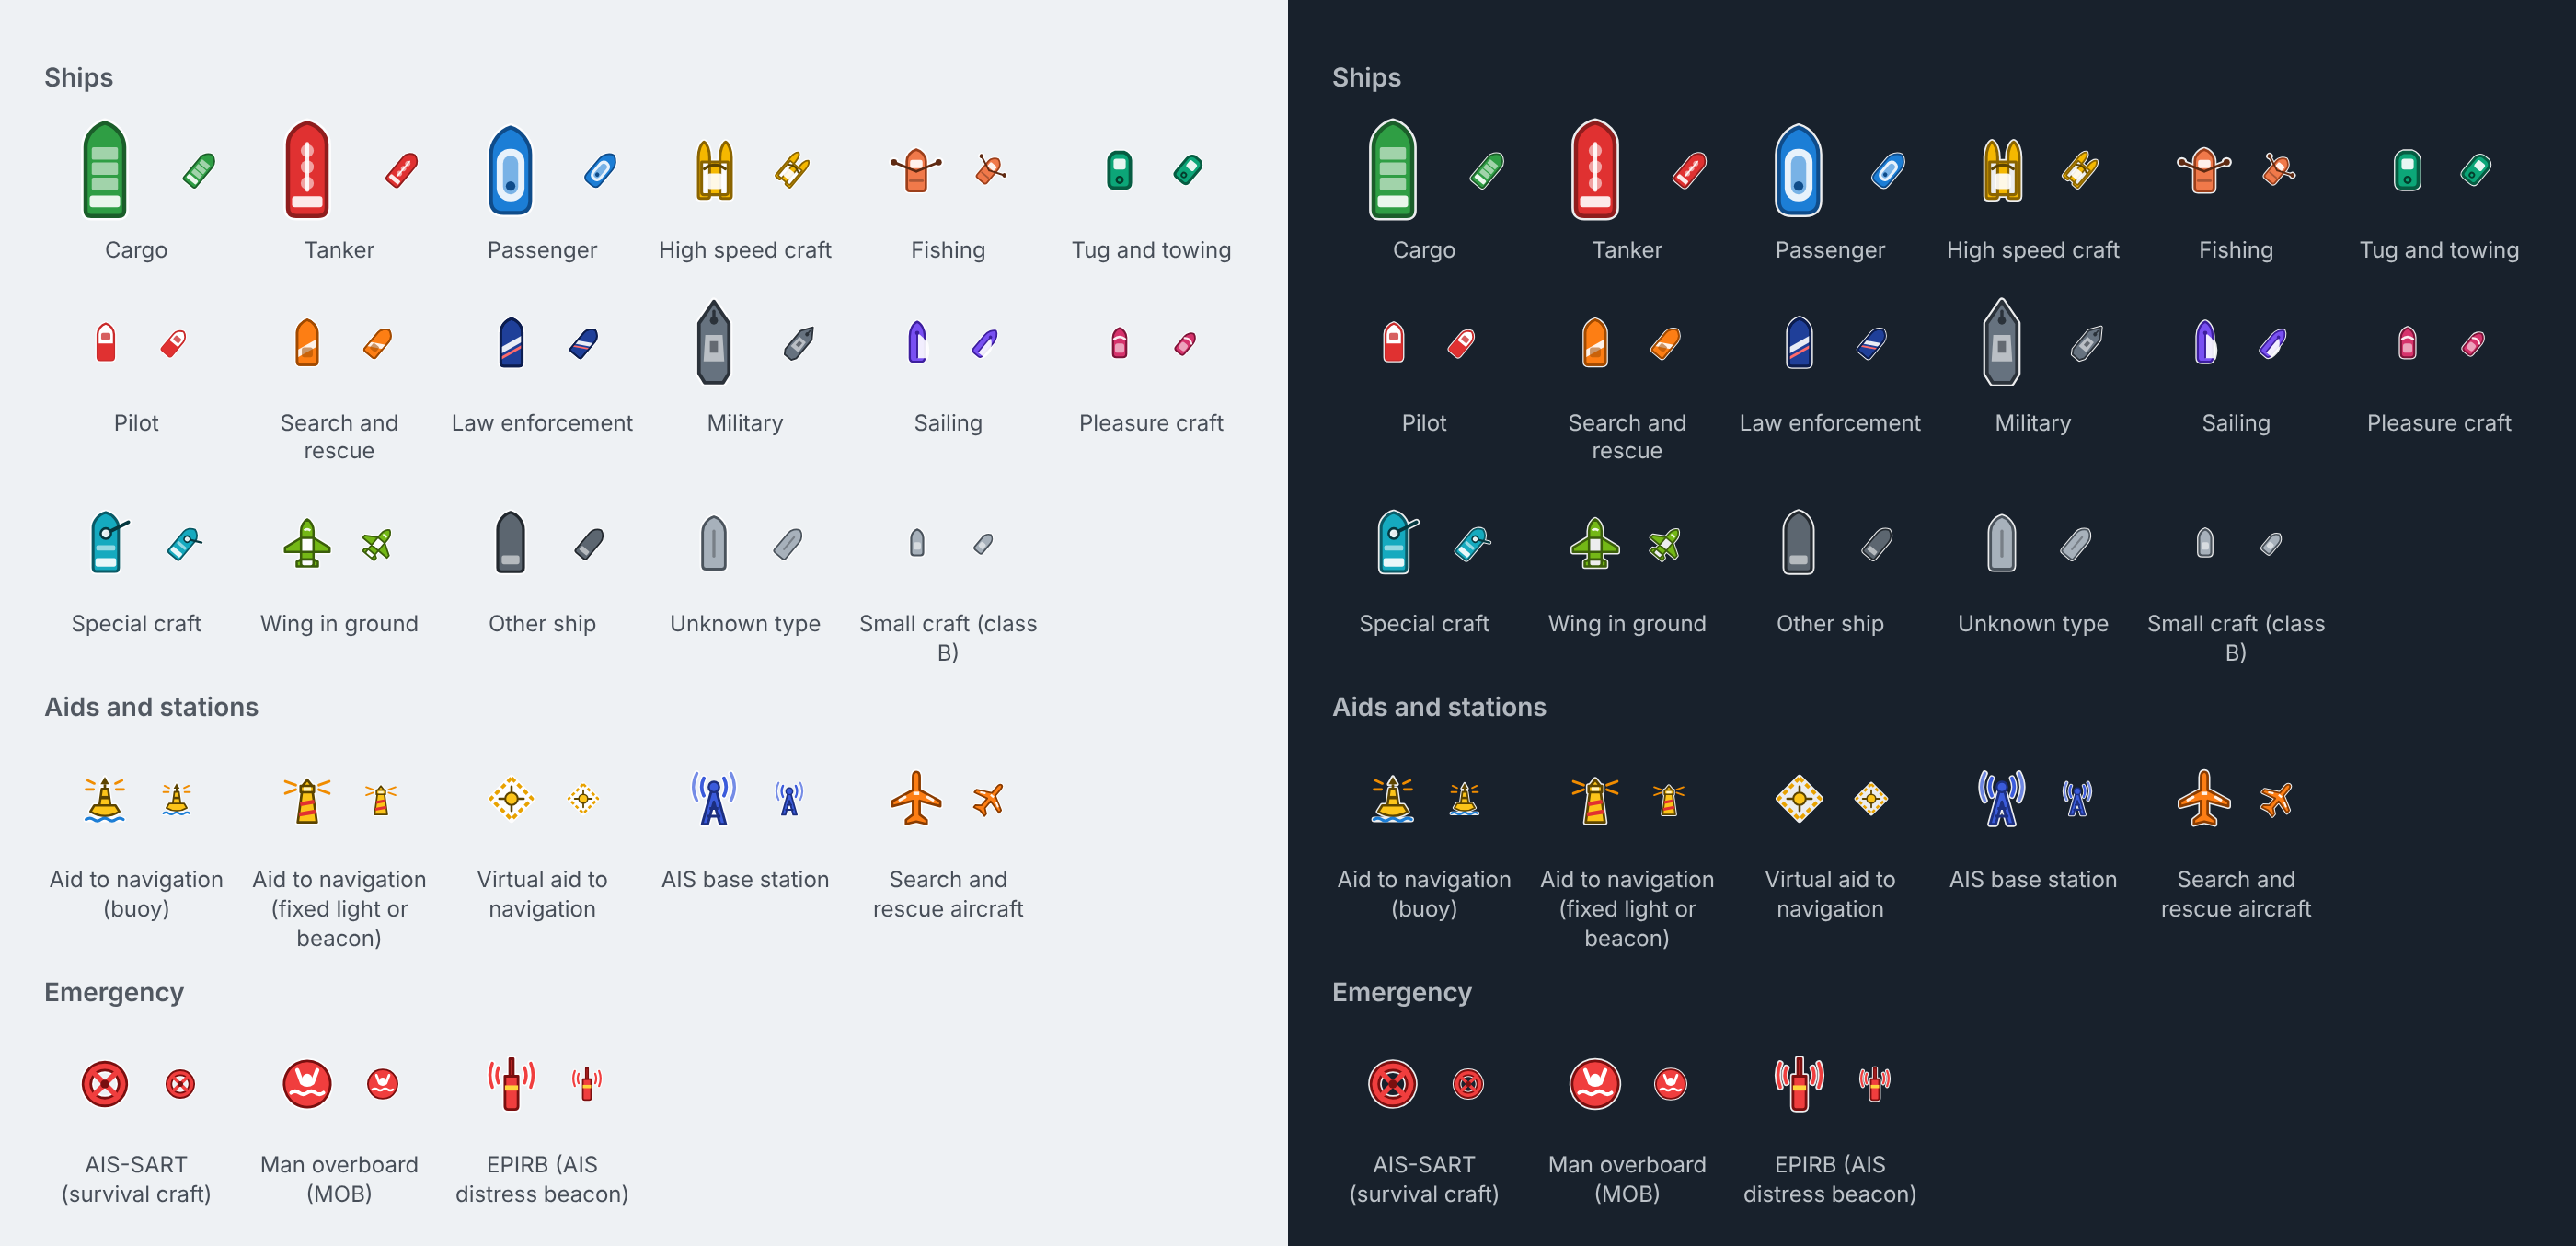 Ships
Cargo
Tanker
Passenger
High speed craft
Fishing
Tug and towing
Pilot
Search and
rescue
Law enforcement
Military
Sailing
Pleasure craft
Special craft
Wing in ground
Other ship
Unknown type
Small craft (class
B)
Aids and stations
Aid to navigation
(buoy)
Aid to navigation
(fixed light or
beacon)
Virtual aid to
navigation
AIS base station
Search and
rescue aircraft
Emergency
AIS-SART
(survival craft)
Man overboard
(MOB)
EPIRB (AIS
distress beacon)
Ships
Cargo
Tanker
Passenger
High speed craft
Fishing
Tug and towing
Pilot
Search and
rescue
Law enforcement
Military
Sailing
Pleasure craft
Special craft
Wing in ground
Other ship
Unknown type
Small craft (class
B)
Aids and stations
Aid to navigation
(buoy)
Aid to navigation
(fixed light or
beacon)
Virtual aid to
navigation
AIS base station
Search and
rescue aircraft
Emergency
AIS-SART
(survival craft)
Man overboard
(MOB)
EPIRB (AIS
distress beacon)